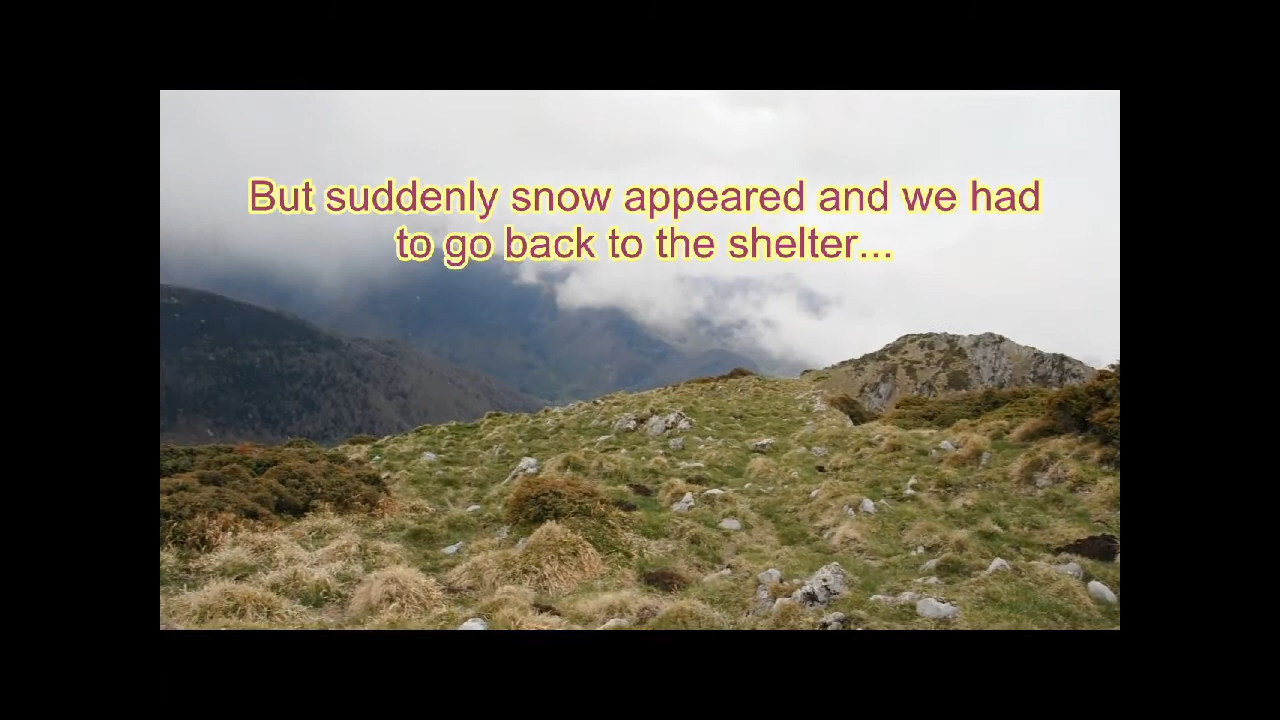 But suddenly snow appeared and we had
to go back to the shelter...